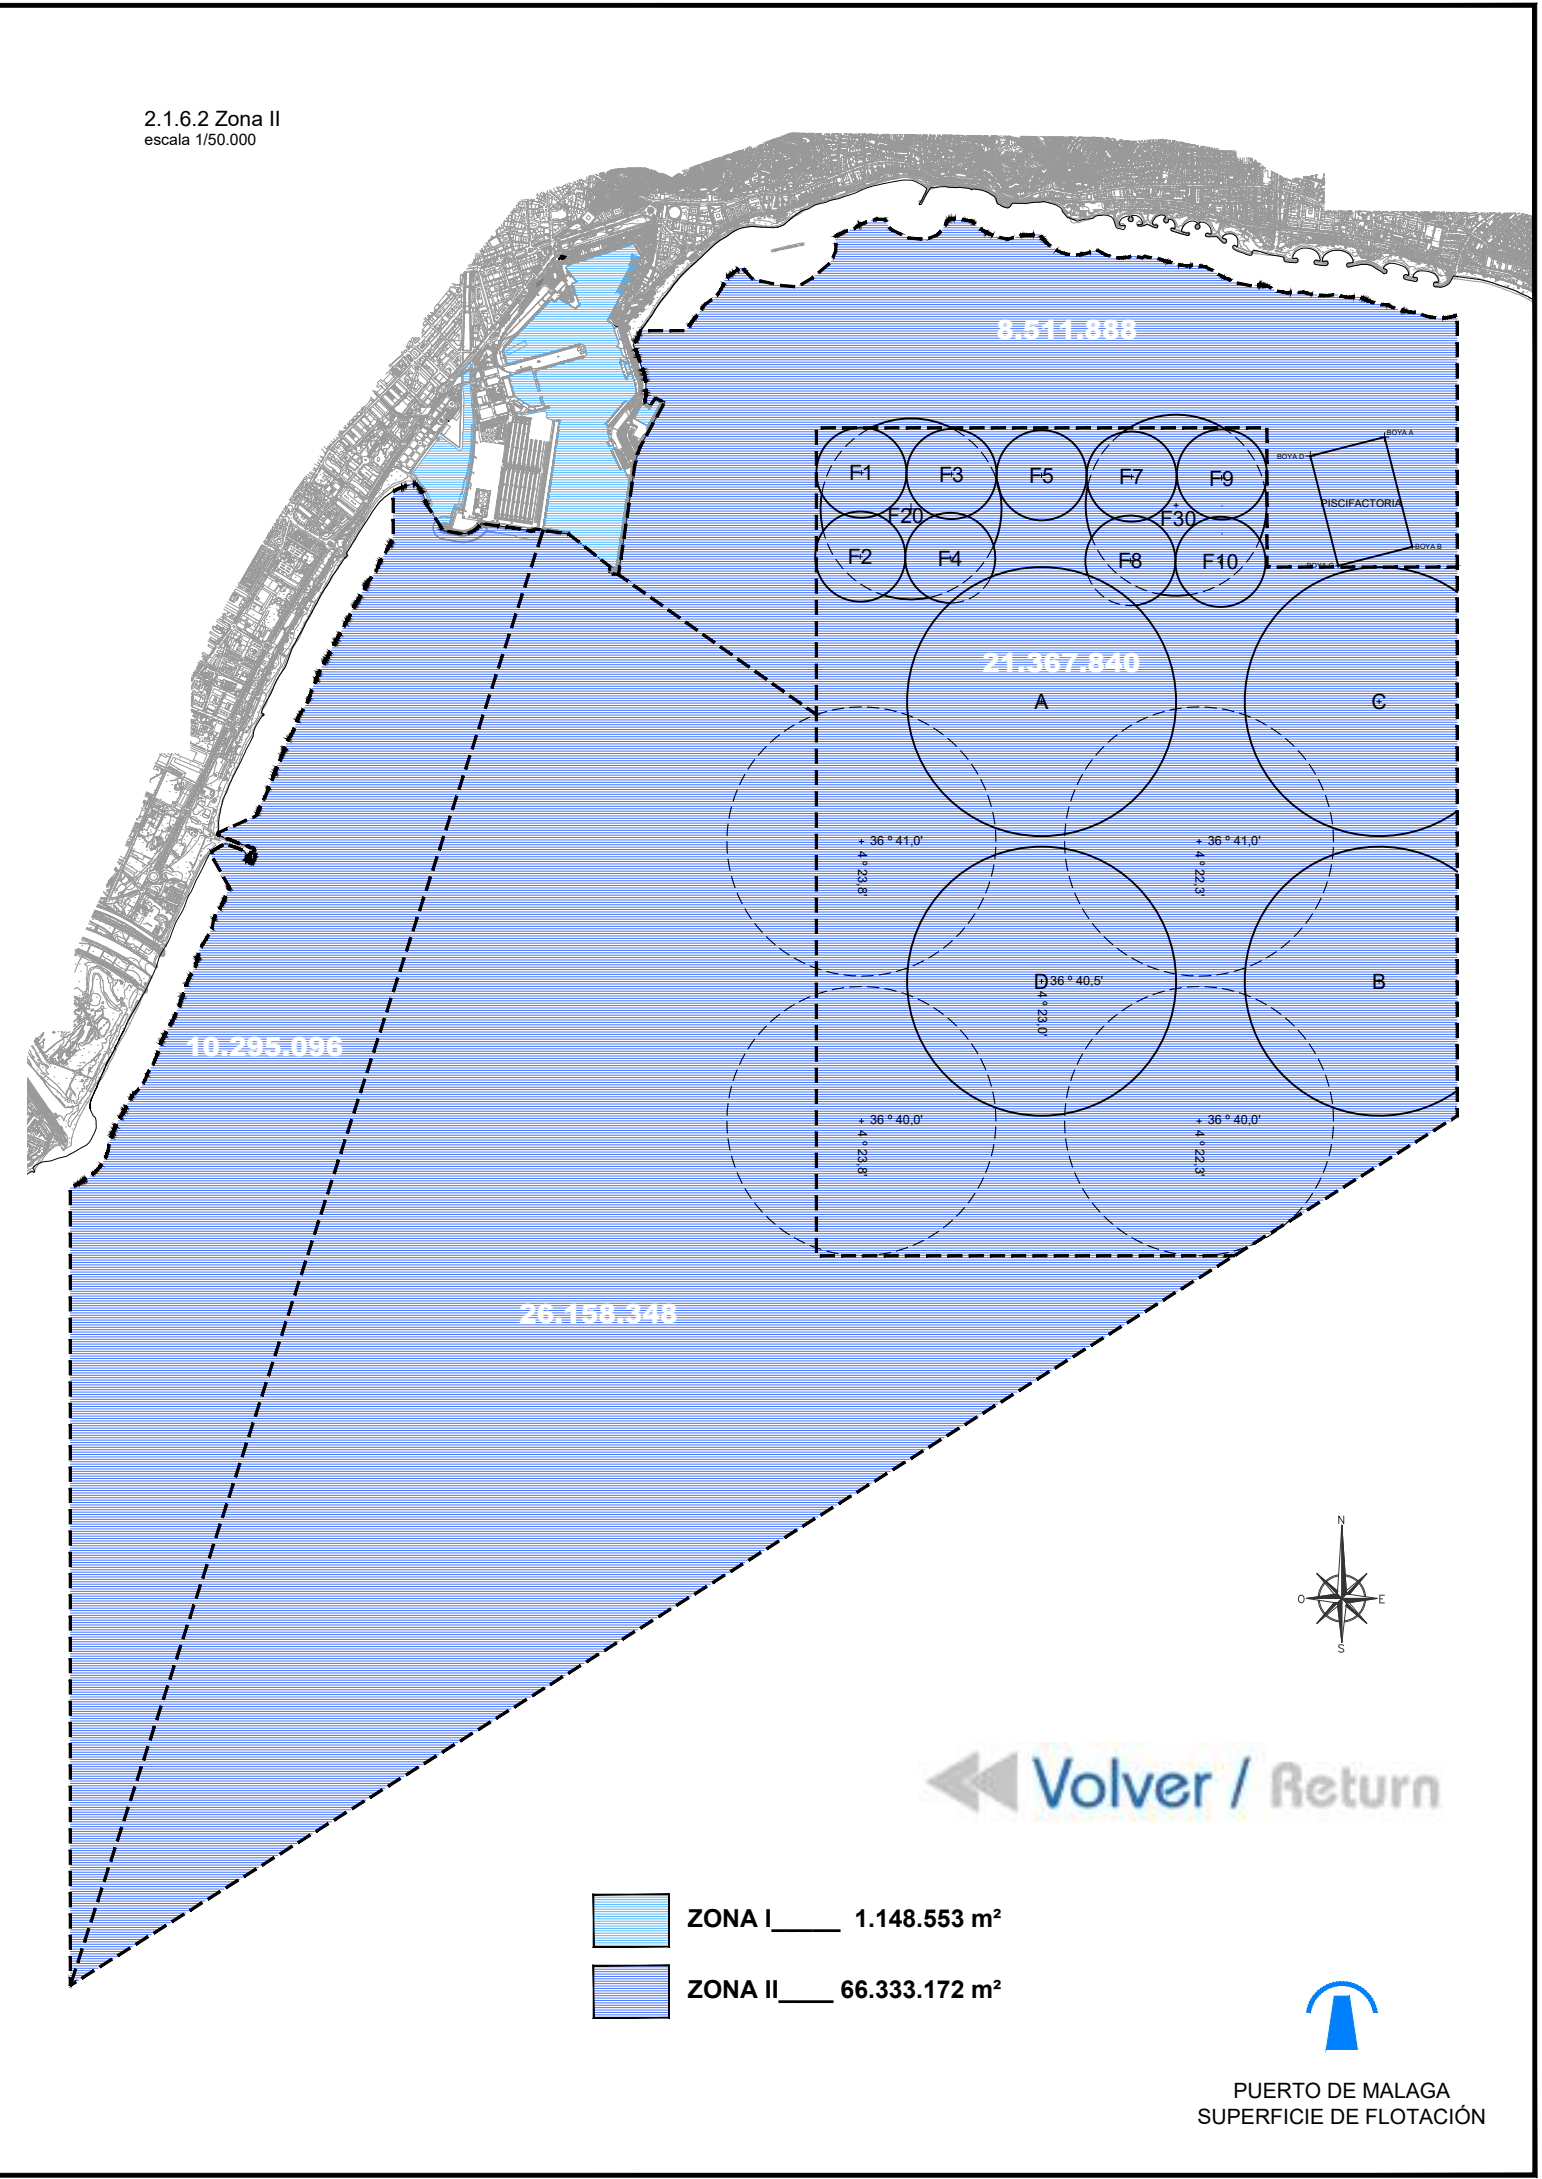 2.1.6.2 Zona II
escala 1/50.000
8.511.888
BOYA A
BOYA D
F1
F3
F5
F7
F9
PISCIFACTORIA
F20
F30
BOYA B
F2
F4
F8
F10
21.367.840
A
C
36 º 41,0'
4 º 23,8'
36 º 41,0'
4 º 22,3'
D
36 º 40,5'
4 º 23,0'
B
10.295.096
36 º 40,0'
4 º 23,8'
36 º 40,0'
4 º 22,3'
26.158.348
N
O
E
S
Volver / Return
ZONA I_____ 1.148.553 m²
ZONA II____ 66.333.172 m²
PUERTO DE MALAGA
SUPERFICIE DE FLOTACIÓN